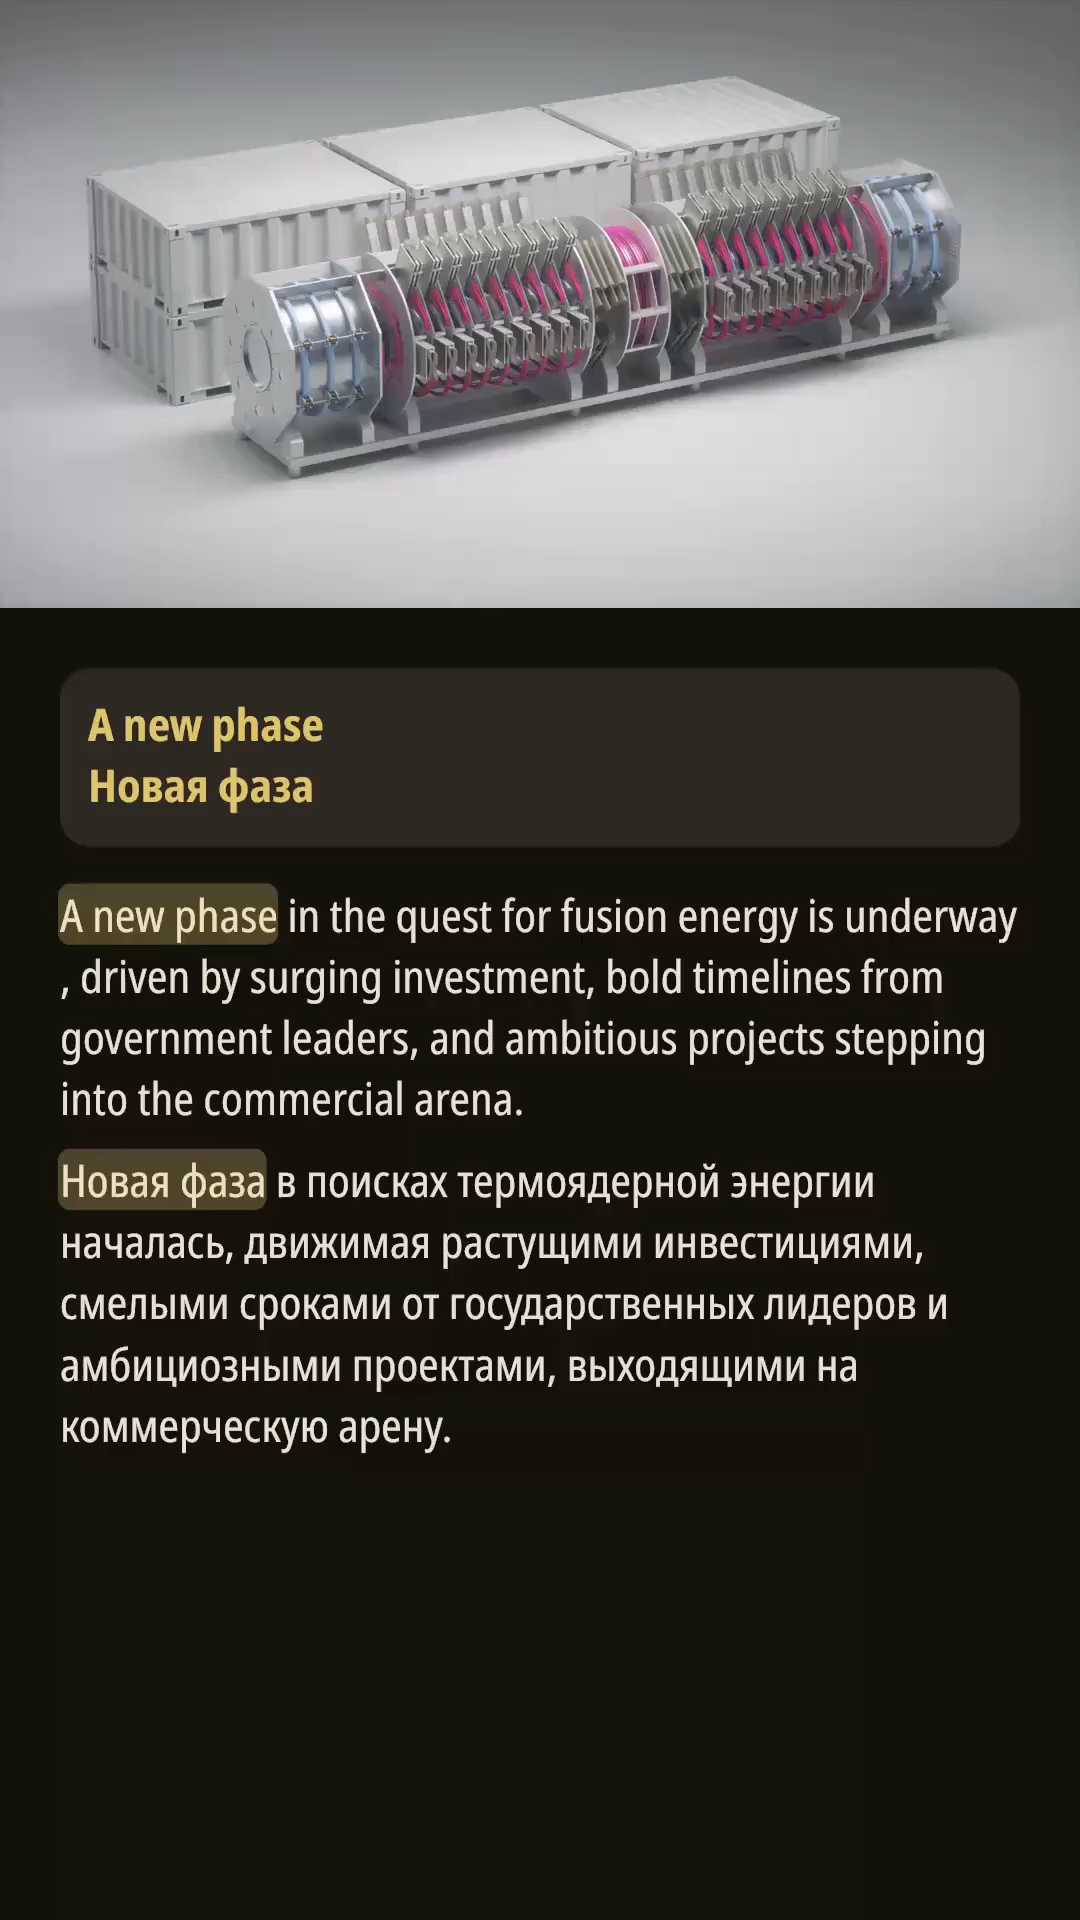 A new phase
Новая фаза
A new phase in the quest for fusion energy is underway
, driven by surging investment, bold timelines from
government leaders, and ambitious projects stepping
into the commercial arena.
Новая фаза в поисках термоядерной энергии
началась, движимая растущими инвестициями,
смелыми сроками от государственных лидеров и
амбициозными проектами, выходящими на
коммерческую арену.